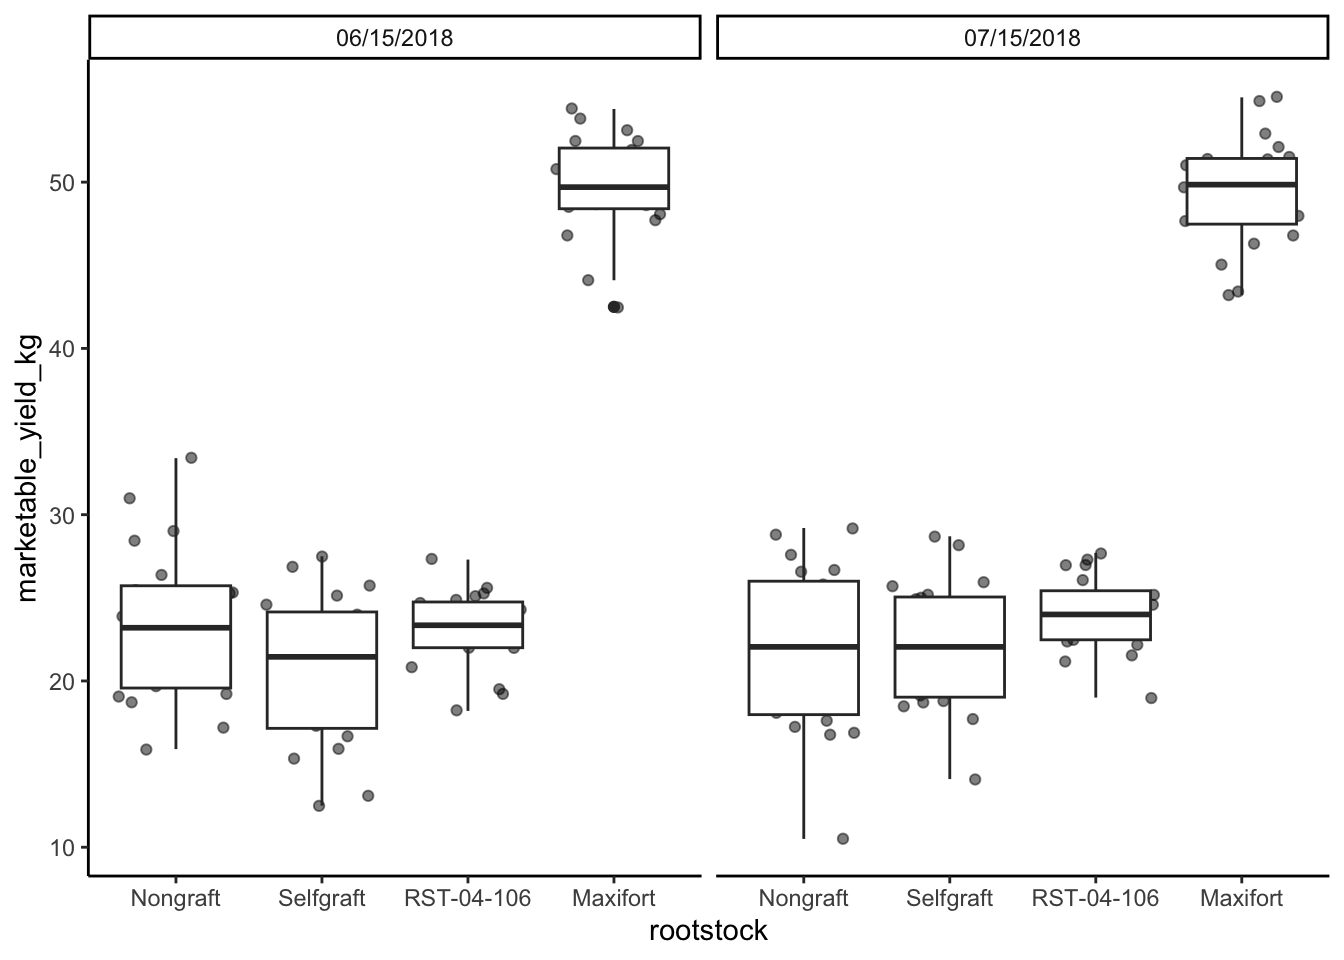 06/15/2018 07/15/2018
marketable_yield_kg
50
40
30
20
10
Nongraft Selfgraft RST-04-106 Maxifort Nongraft Selfgraft RST-04-106 Maxifort
rootstock